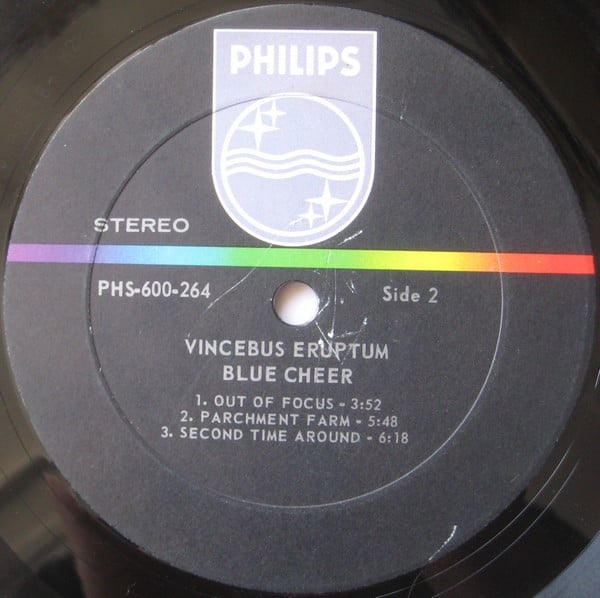 PHILIPS
STEREO
PHS-600-264 Side 2
VINCEBUS ERUPTUM
BLUE CHEER
1. OUT OF FOCUS - 3:52
2. PARCHMENT FARM - 5:48
3. SECOND TIME AROUND - 6:18